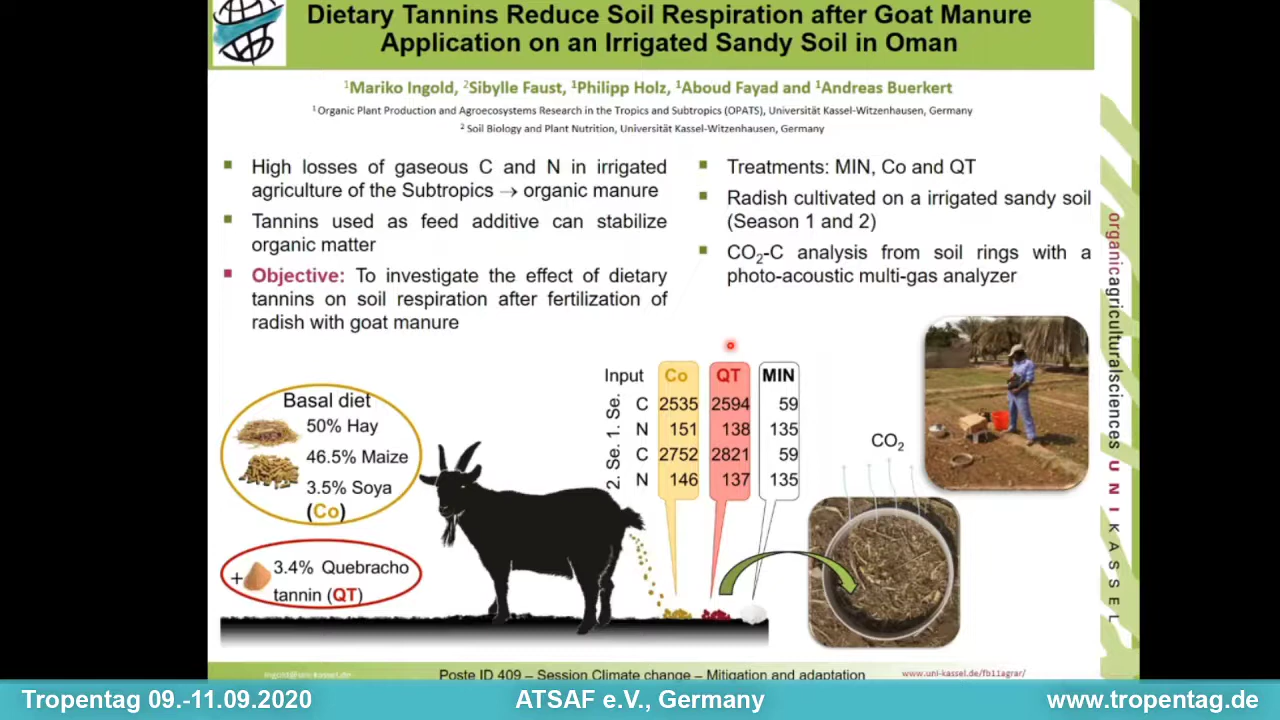 Dietary Tannins Reduce Soil Respiration after Goat Manure
Application on an Irrigated Sandy Soil in Oman
1Mariko Ingold, 2Sibylle Faust, 1Philipp Holz, 1Aboud Fayad and 1Andreas Buerkert
1 Organic Plant Production and Agroecosystems Research in the Tropics and Subtropics (OPATS), Universität Kassel-Witzenhausen, Germany
2 Soil Biology and Plant Nutrition, Universität Kassel-Witzenhausen, Germany
High losses of gaseous C and N in irrigated
agriculture of the Subtropics → organic manure
Tannins used as feed additive can stabilize
organic matter
Objective: To investigate the effect of dietary
tannins on soil respiration after fertilization of
radish with goat manure
Treatments: MIN, Co and QT
Radish cultivated on a irrigated sandy soil
(Season 1 and 2)
CO2-C analysis from soil rings with a
photo-acoustic multi-gas analyzer
organicagriculturalsciences UNIKASSEL
Basal diet
50% Hay
46.5% Maize
3.5% Soya
(Co)
+ 3.4% Quebracho
tannin (QT)
Input Co QT MIN
1. Se. C 2535 2594 59
N 151 138 135
2. Se. C 2752 2821 59
N 146 137 135
CO2
ingold@uni-kassel.de
Poste ID 409 – Session Climate change – Mitigation and adaptation
www.uni-kassel.de/fb11agrar/
Tropentag 09.-11.09.2020
ATSAF e.V., Germany
www.tropentag.de